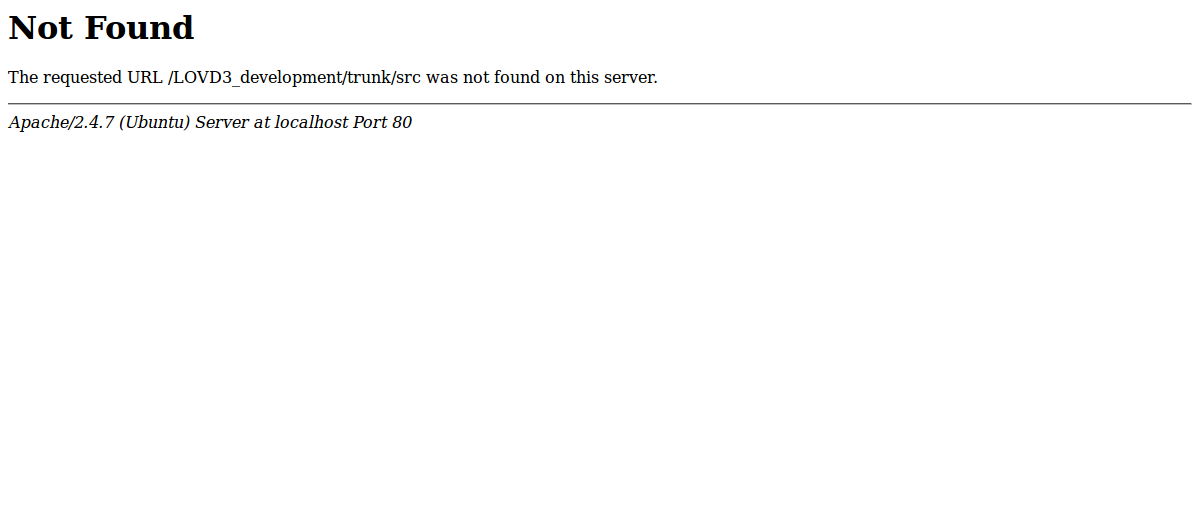 Not Found
The requested URL /LOVD3_development/trunk/src was not found on this server.
Apache/2.4.7 (Ubuntu) Server at localhost Port 80